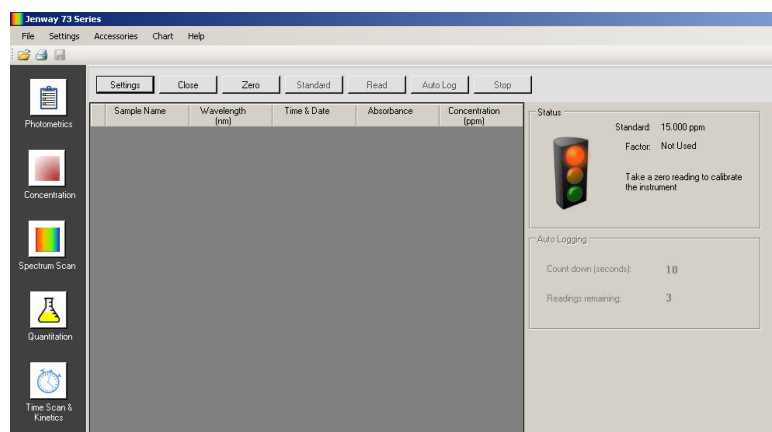 Jenway 73 Series
File Settings Accessories Chart Help
Settings Close Zero Standard Read Auto Log Stop
Photometrics
Concentration
Spectrum Scan
Quantitation
Time Scan &
Kinetics
Sample Name Wavelength (nm) Time & Date Absorbance Concentration (ppm)
Status
Standard: 15.000 ppm
Factor: Not Used
Take a zero reading to calibrate
the instrument
Auto Logging
Count down (seconds): 10
Readings remaining: 3